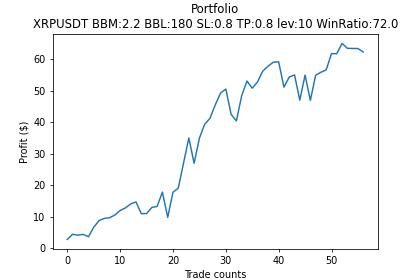 Portfolio
XRPUSDT BBM:2.2 BBL:180 SL:0.8 TP:0.8 lev:10 WinRatio:72.0
Profit ($)
60
50
40
30
20
10
0
0 10 20 30 40 50
Trade counts